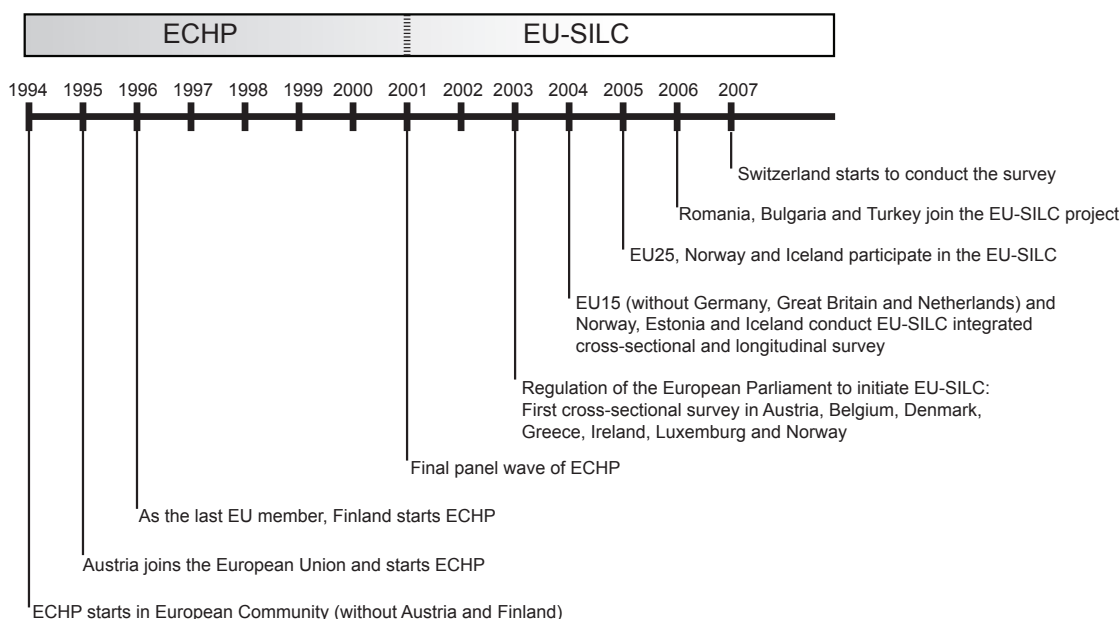 ECHP EU-SILC
1994 1995 1996 1997 1998 1999 2000 2001 2002 2003 2004 2005 2006 2007
Switzerland starts to conduct the survey
Romania, Bulgaria and Turkey join the EU-SILC project
EU25, Norway and Iceland participate in the EU-SILC
EU15 (without Germany, Great Britain and Netherlands) and
Norway, Estonia and Iceland conduct EU-SILC integrated
cross-sectional and longitudinal survey
Regulation of the European Parliament to initiate EU-SILC:
First cross-sectional survey in Austria, Belgium, Denmark,
Greece, Ireland, Luxemburg and Norway
Final panel wave of ECHP
As the last EU member, Finland starts ECHP
Austria joins the European Union and starts ECHP
ECHP starts in European Community (without Austria and Finland)